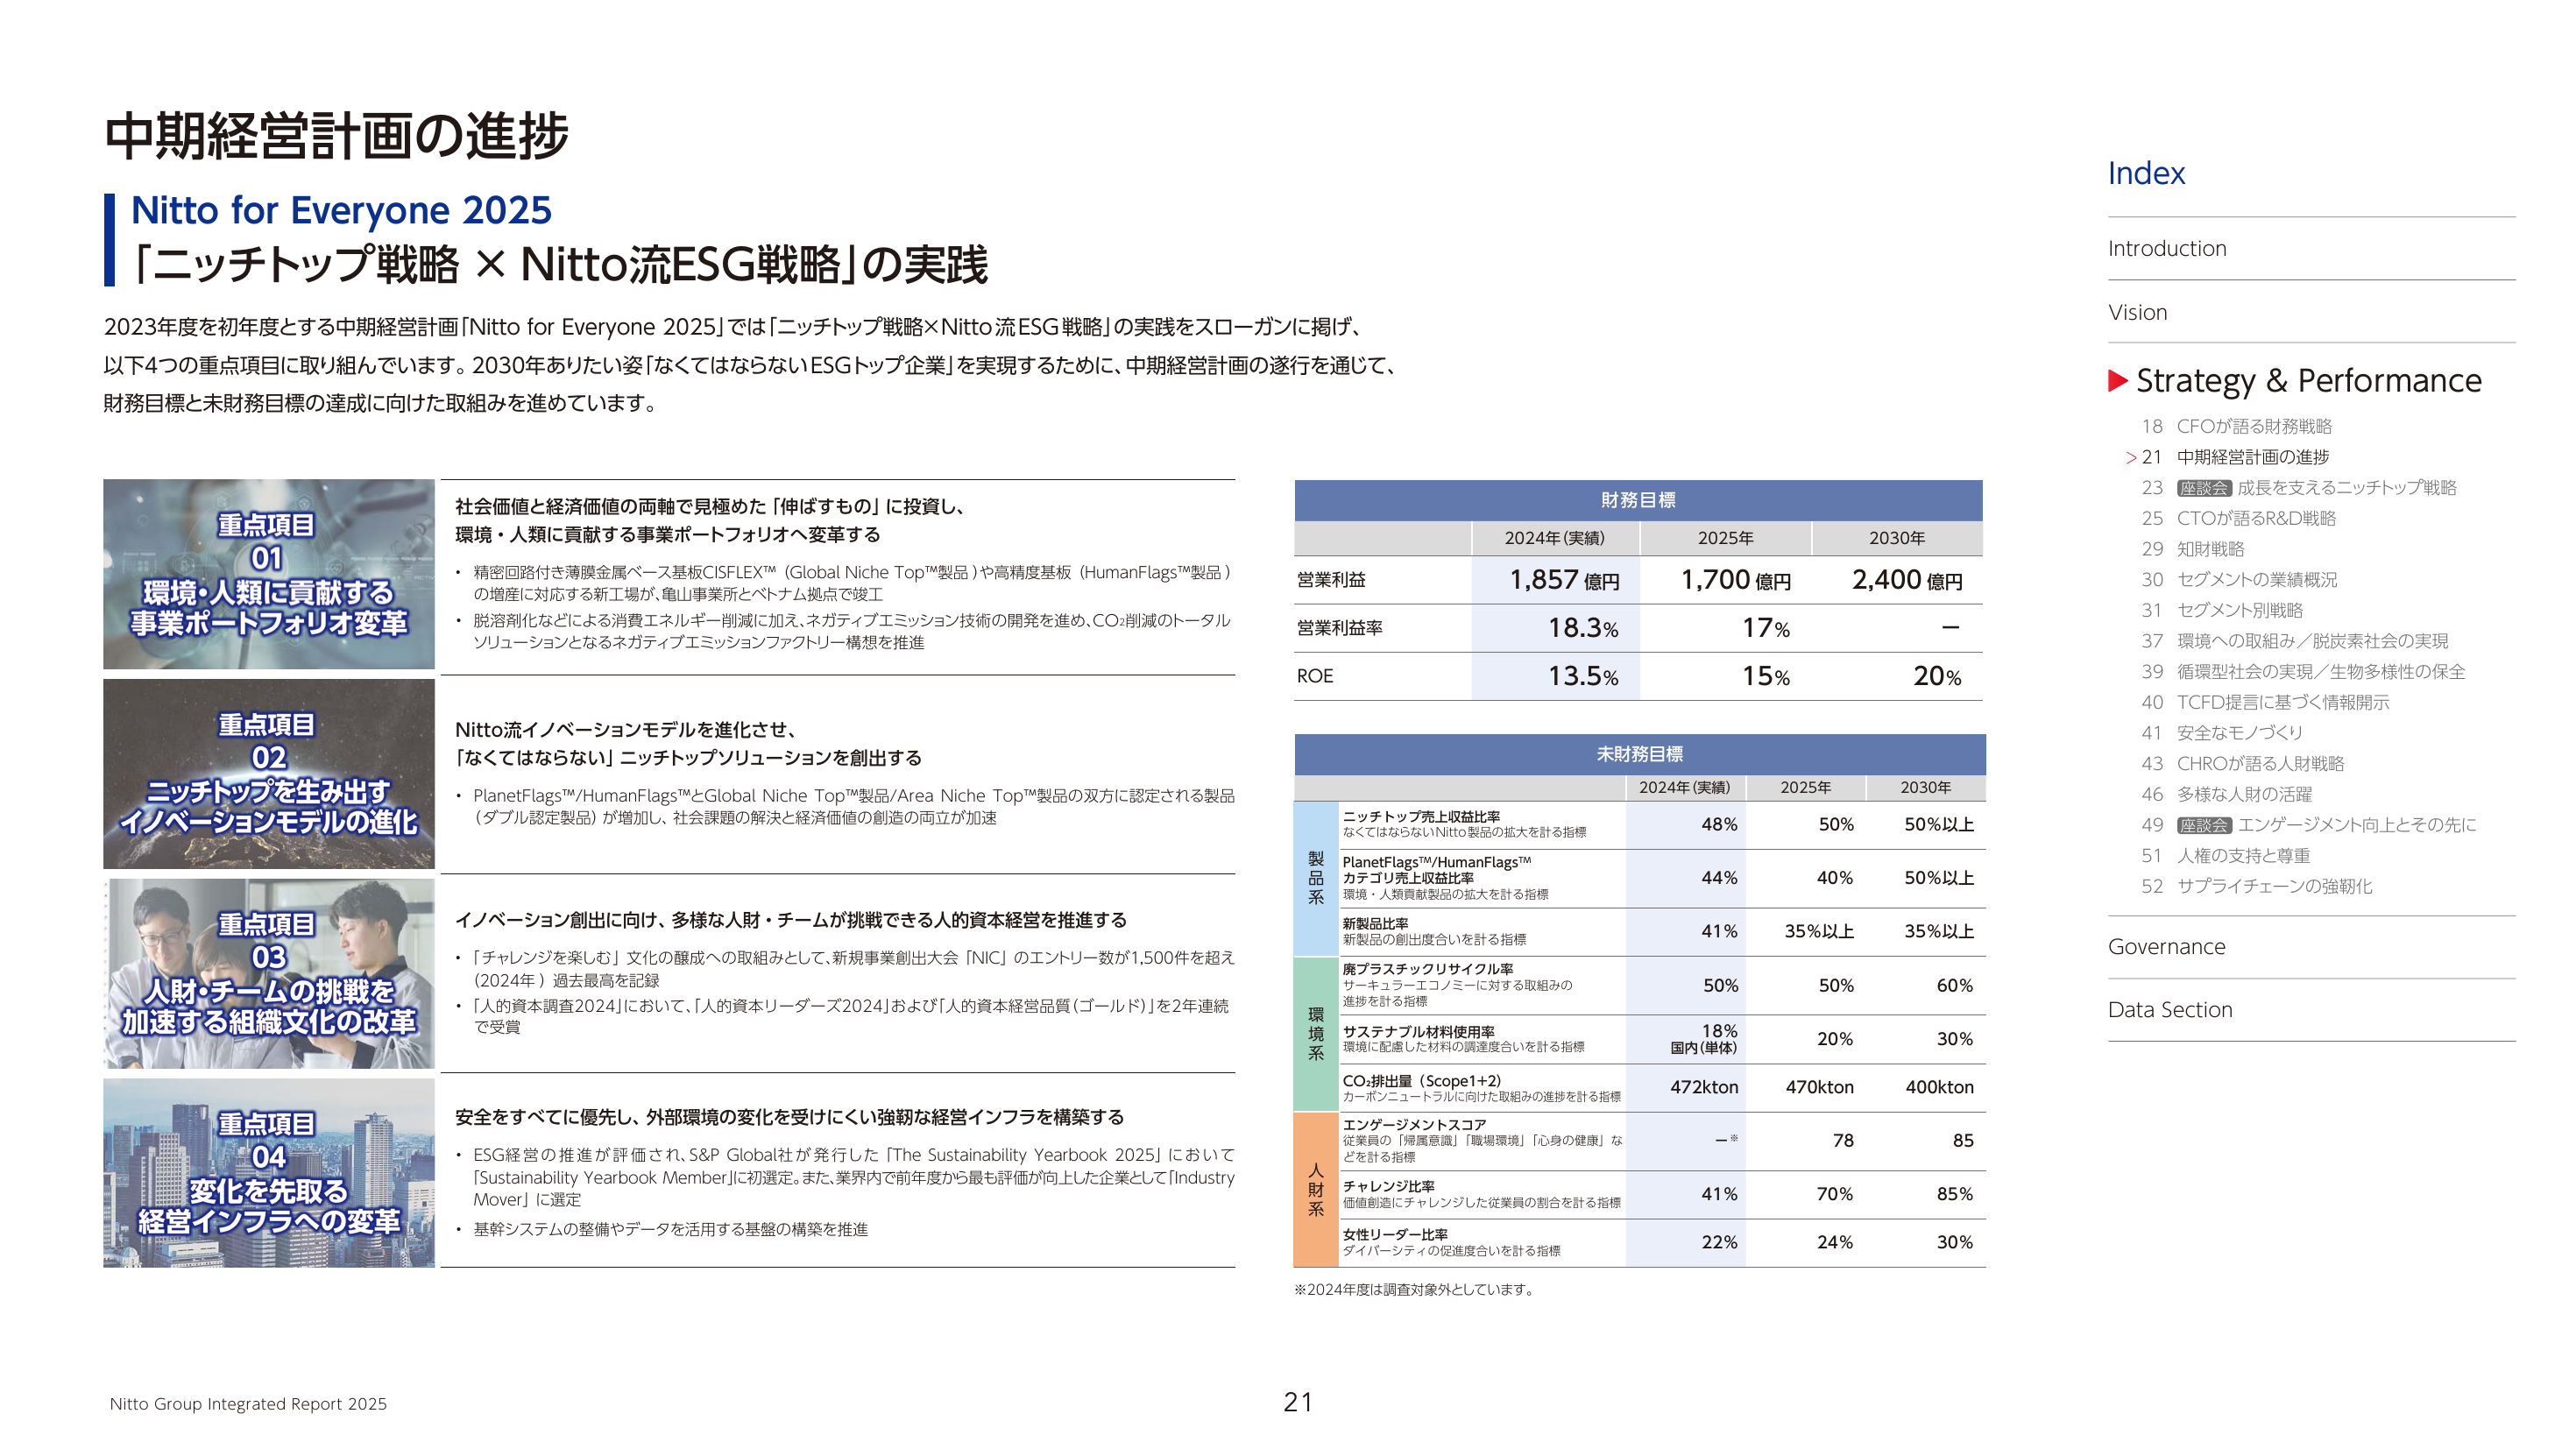 中期経営計画の進捗
Nitto for Everyone 2025
「ニッチトップ戦略 × Nitto流ESG戦略」の実践
2023年度を初年度とする中期経営計画「Nitto for Everyone 2025」では「ニッチトップ戦略×Nitto流ESG戦略」の実践をスローガンに掲げ、
以下4つの重点項目に取り組んでいます。2030年ありたい姿「なくてはならないESGトップ企業」を実現するために、中期経営計画の遂行を通じて、
財務目標と未財務目標の達成に向けた取組みを進めています。
重点項目
01
環境・人類に貢献する
事業ポートフォリオ変革
社会価値と経済価値の両軸で見極めた「伸ばすもの」に投資し、
環境・人類に貢献する事業ポートフォリオへ変革する
• 精密回路付き薄膜金属ベース基板CISFLEX™（Global Niche Top™製品）や高精度基板（HumanFlags™製品）
の増産に対応する新工場が、亀山事業所とベトナム拠点で竣工
• 脱溶剤化などによる消費エネルギー削減に加え、ネガティブエミッション技術の開発を進め、CO₂削減のトータル
ソリューションとなるネガティブエミッションファクトリー構想を推進
重点項目
02
ニッチトップを生み出す
イノベーションモデルの進化
Nitto流イノベーションモデルを進化させ、
「なくてはならない」ニッチトップソリューションを創出する
• PlanetFlags™/HumanFlags™とGlobal Niche Top™製品/Area Niche Top™製品の双方に認定される製品
（ダブル認定製品）が増加し、社会課題の解決と経済価値の創造の両立が加速
重点項目
03
人財・チームの挑戦を
加速する組織文化の改革
イノベーション創出に向け、多様な人財・チームが挑戦できる人的資本経営を推進する
• 「チャレンジを楽しむ」文化の醸成への取組みとして、新規事業創出大会「NIC」のエントリー数が1,500件を超え
(2024年）過去最高を記録
• 「人的資本調査2024」において、「人的資本リーダーズ2024」および「人的資本経営品質（ゴールド）」を2年連続
で受賞
重点項目
04
変化を先取る
経営インフラへの変革
安全をすべてに優先し、外部環境の変化を受けにくい強靭な経営インフラを構築する
• ESG経営の推進が評価され、S&P Global社が発行した「The Sustainability Yearbook 2025」において
「Sustainability Yearbook Member」に初選定。また、業界内で前年度から最も評価が向上した企業として「Industry
Mover」に選定
• 基幹システムの整備やデータを活用する基盤の構築を推進
財務目標
2024年（実績） 2025年 2030年
営業利益 1,857億円 1,700億円 2,400億円
営業利益率 18.3% 17% ー
ROE 13.5% 15% 20%
未財務目標
2024年（実績） 2025年 2030年
製品系
ニッチトップ売上収益比率
なくてはならないNitto製品の拡大を計る指標
48% 50% 50%以上
PlanetFlags™/HumanFlags™
カテゴリ売上収益比率
環境・人類貢献製品の拡大を計る指標
44% 40% 50%以上
新製品比率
新製品の創出度合いを計る指標
41% 35%以上 35%以上
環境系
廃プラスチックリサイクル率
サーキュラーエコノミーに対する取組みの
進捗を計る指標
50% 50% 60%
サステナブル材料使用率
環境に配慮した材料の調達度合いを計る指標
18%
国内（単体）
20% 30%
CO₂排出量（Scope1+2）
カーボンニュートラルに向けた取組みの進捗を計る指標
472kton 470kton 400kton
人財系
エンゲージメントスコア
従業員の「帰属意識」「職場環境」「心身の健康」な
どを計る指標
ー※ 78 85
チャレンジ比率
価値創造にチャレンジした従業員の割合を計る指標
41% 70% 85%
女性リーダー比率
ダイバーシティの促進度合いを計る指標
22% 24% 30%
※2024年度は調査対象外としています。
Index
Introduction
Vision
Strategy & Performance
18 CFOが語る財務戦略
> 21 中期経営計画の進捗
23 座談会 成長を支えるニッチトップ戦略
25 CTOが語るR&D戦略
29 知財戦略
30 セグメントの業績概況
31 セグメント別戦略
37 環境への取組み／脱炭素社会の実現
39 循環型社会の実現／生物多様性の保全
40 TCFD提言に基づく情報開示
41 安全なモノづくり
43 CHROが語る人財戦略
46 多様な人財の活躍
49 座談会 エンゲージメント向上とその先に
51 人権の支持と尊重
52 サプライチェーンの強靭化
Governance
Data Section
Nitto Group Integrated Report 2025
21